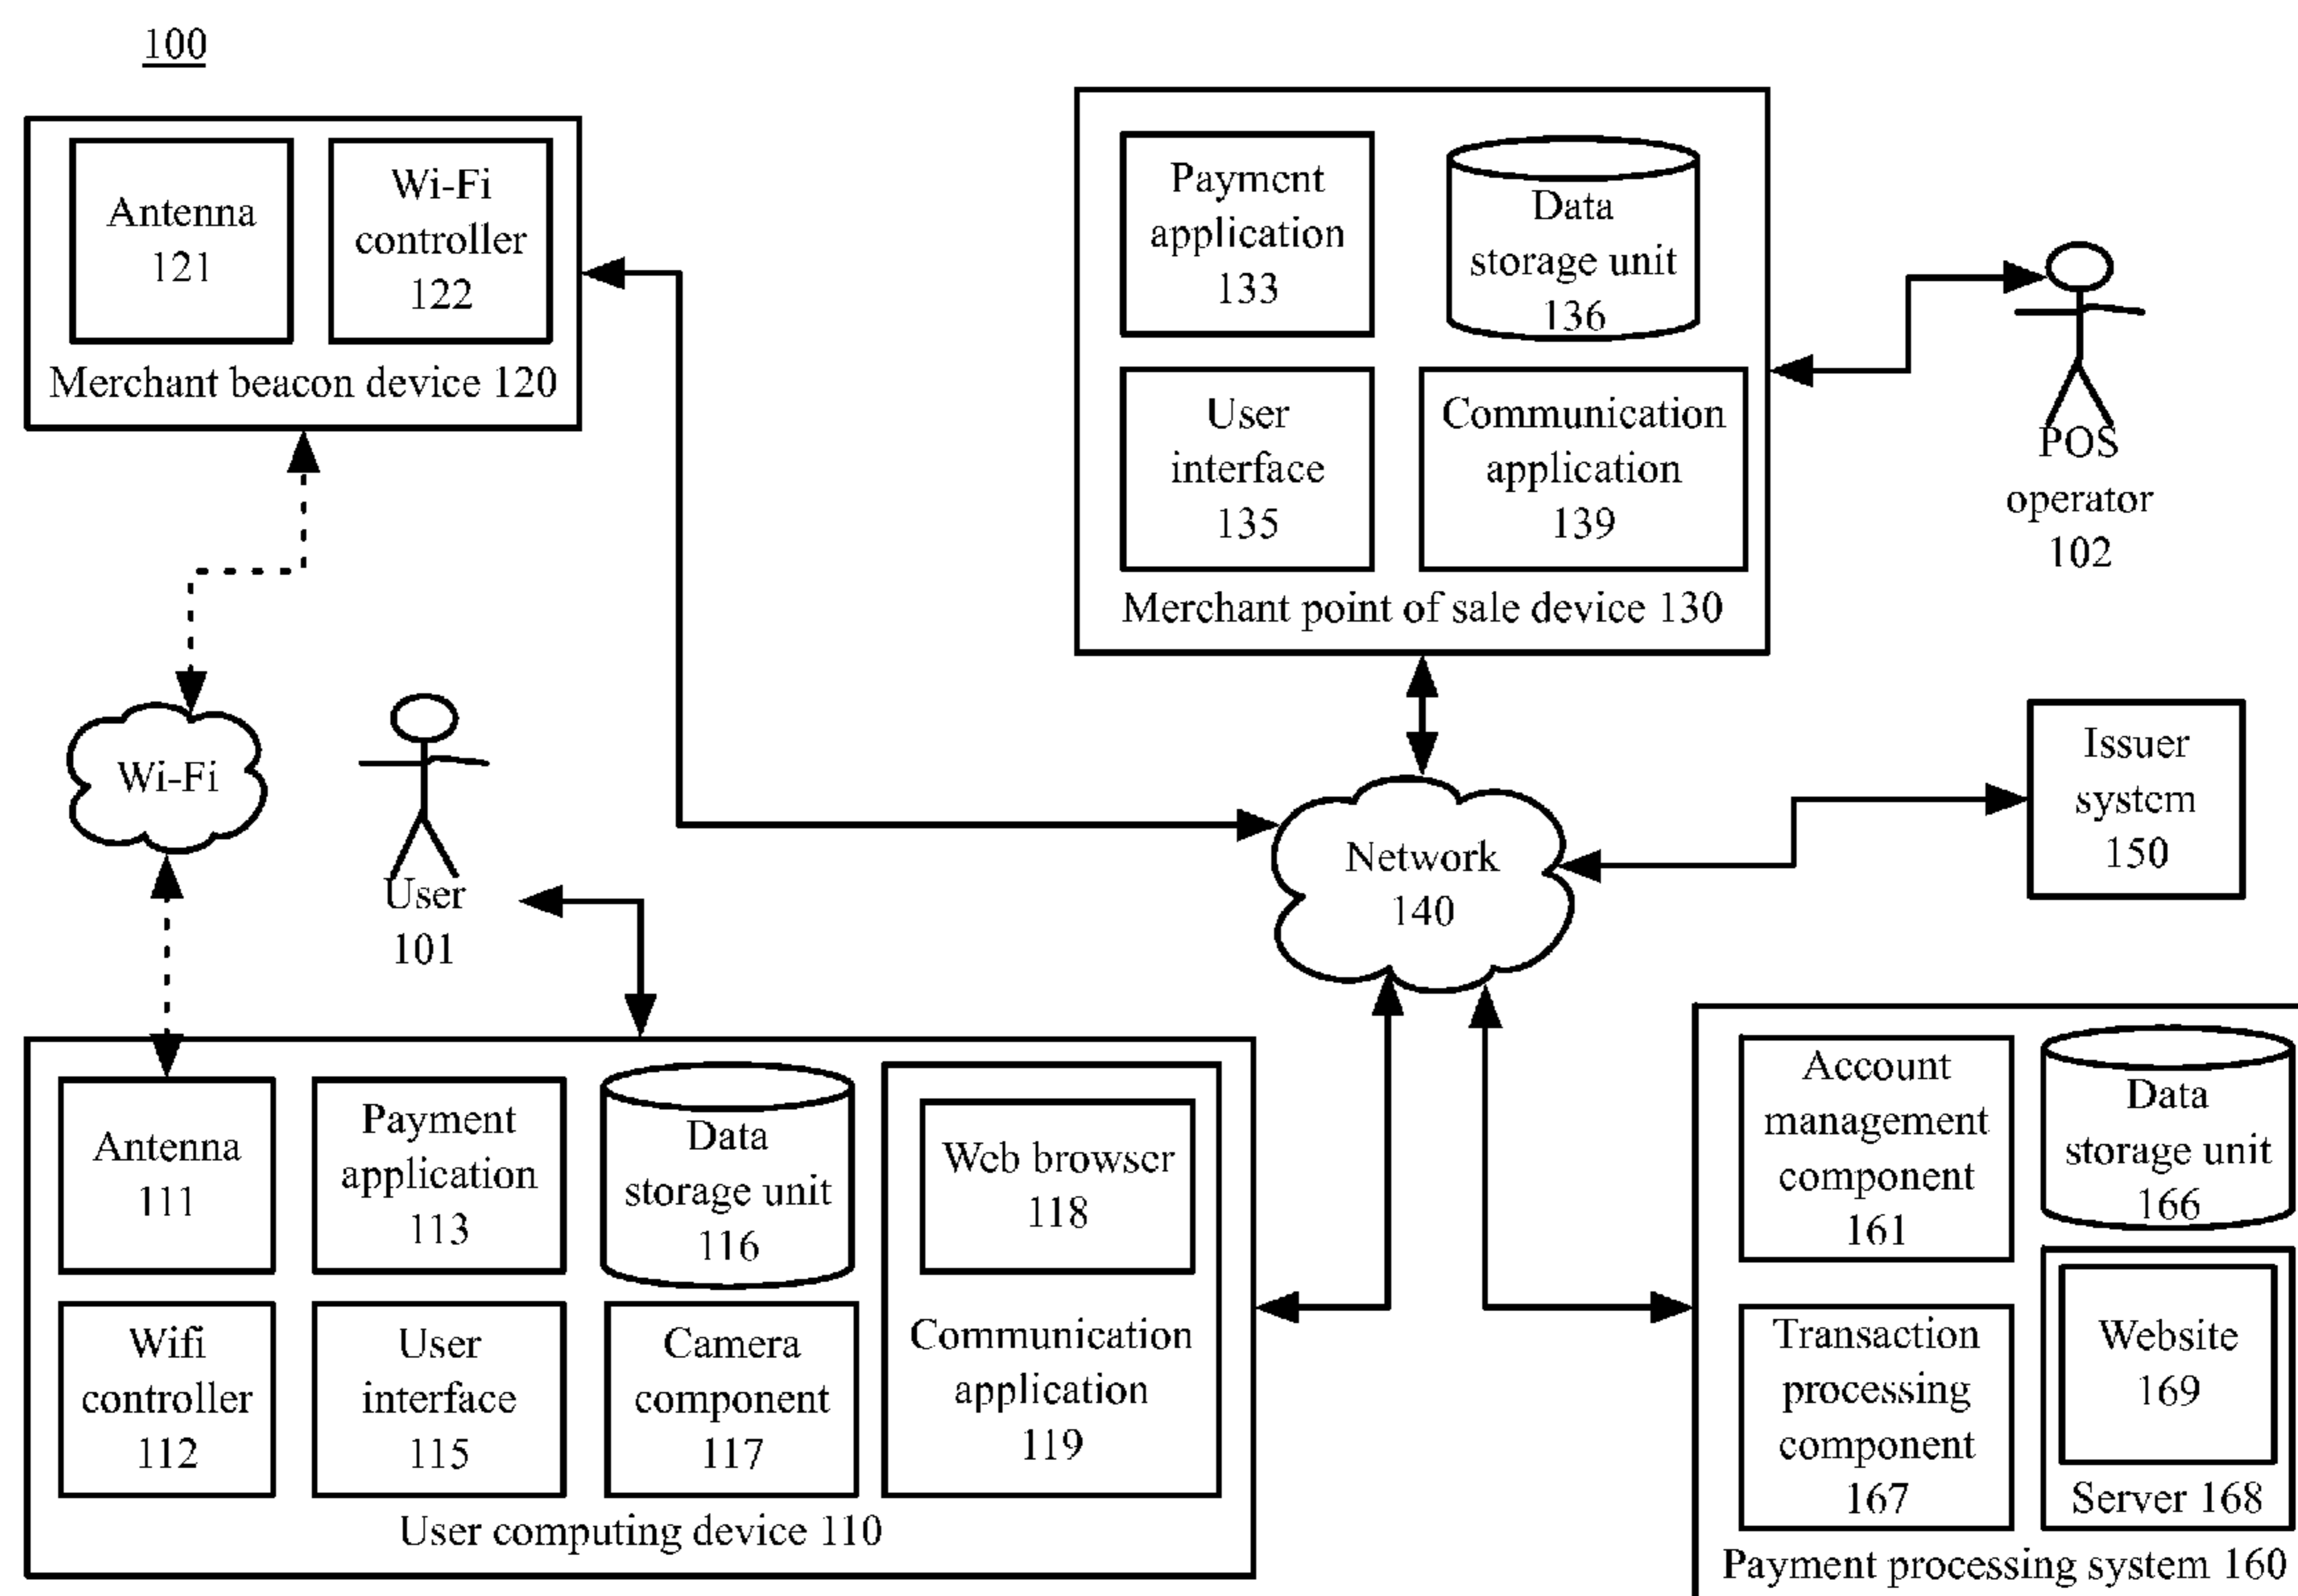 100
Antenna
121
Wi-Fi
controller
122
Merchant beacon device 120
Payment
application
133
Data
storage unit
136
User
interface
135
Communication
application
139
Merchant point of sale device 130
POS
operator
102
Wi-Fi
User
101
Network
140
Issuer
system
150
Antenna
111
Payment
application
113
Data
storage unit
116
Web browser
118
Wifi
controller
112
User
interface
115
Camera
component
117
Communication
application
119
User computing device 110
Account
management
component
161
Data
storage unit
166
Transaction
processing
component
167
Website
169
Server 168
Payment processing system 160